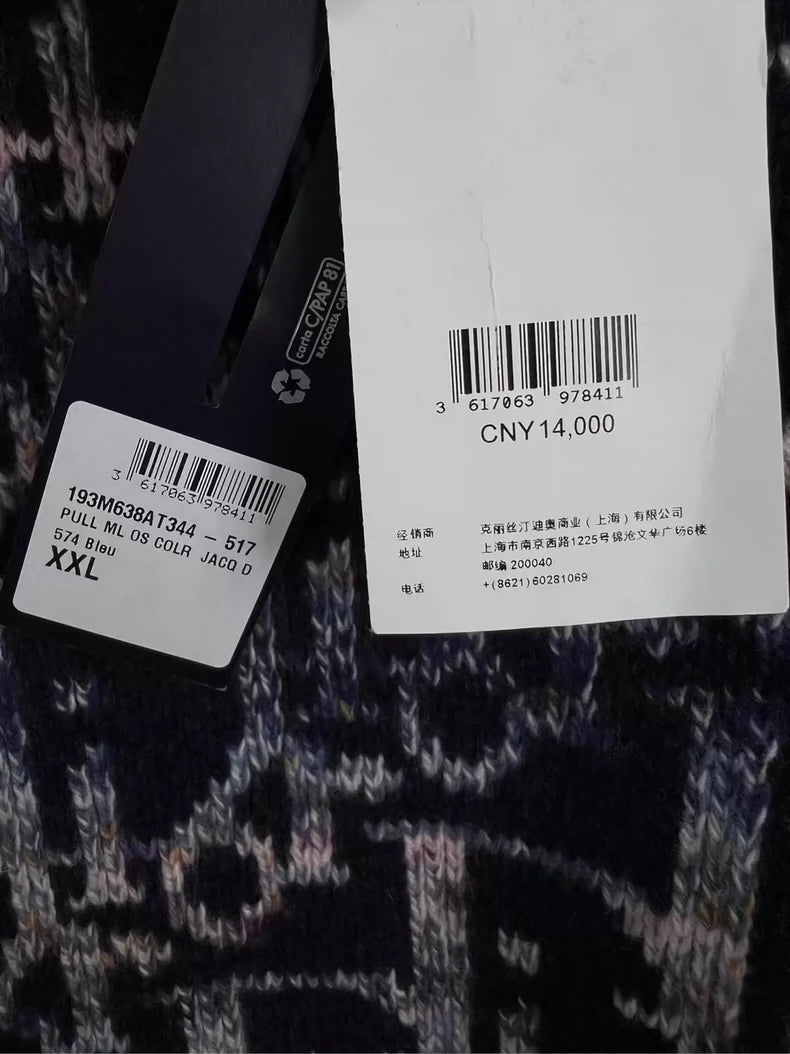 carta C/PAP 81
3 617063 978411
193M638AT344 - 517
PULL ML OS COLR JACQ D
574 Bleu
XXL
3 617063 978411
CNY14,000
经销商 克丽丝汀迪奥商业（上海）有限公司
地址 上海市南京西路1225号锦沧文华广场6楼
邮编 200040
电话 +(8621)60281069